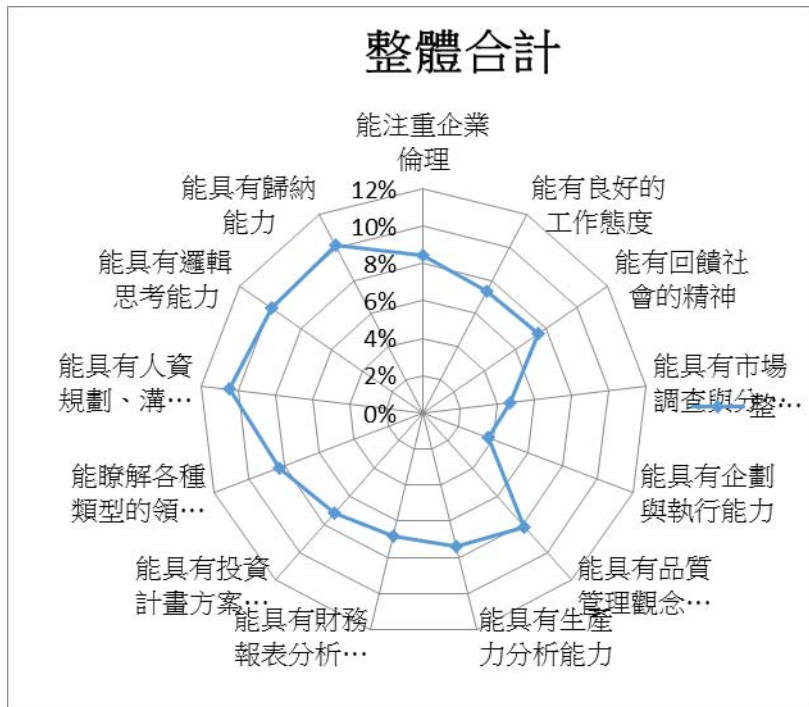 整體合計
能注重企業
倫理
能有良好的
工作態度
能有回饋社
會的精神
能具有市場
調查與分…
能具有企劃
與執行能力
能具有品質
管理觀念…
能具有生產
力分析能力
能具有財務
報表分析…
能具有投資
計畫方案…
能瞭解各種
類型的領…
能具有人資
規劃、溝…
能具有邏輯
思考能力
能具有歸納
能力
12%
10%
8%
6%
4%
2%
0%
整…